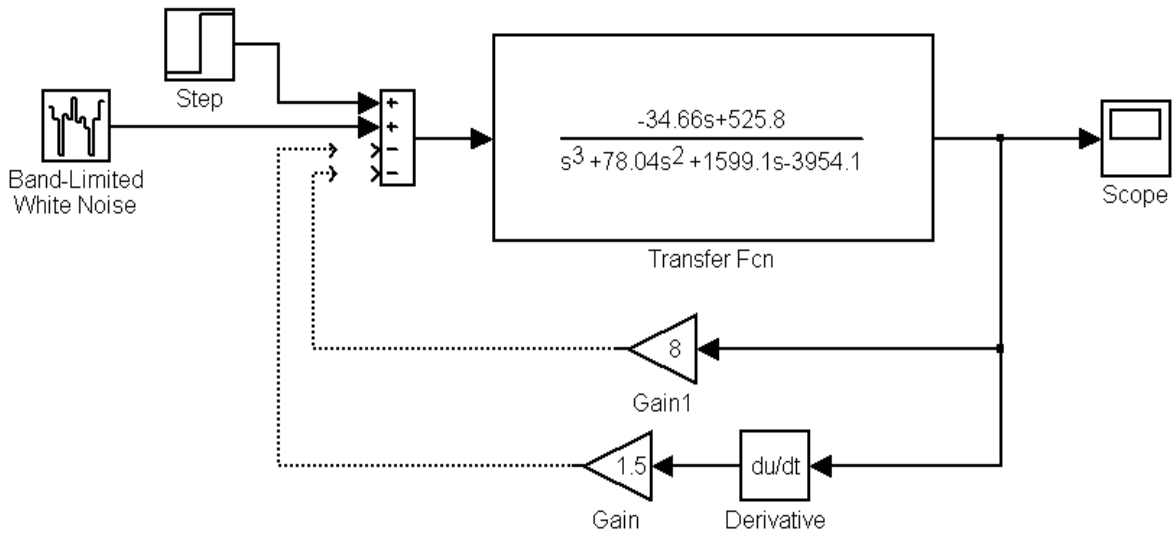 Step
Band-Limited
White Noise
+
+
−
−
-34.66s+525.8
s3+78.04s2+1599.1s-3954.1
Transfer Fcn
Scope
8
Gain1
1.5
Gain
du/dt
Derivative